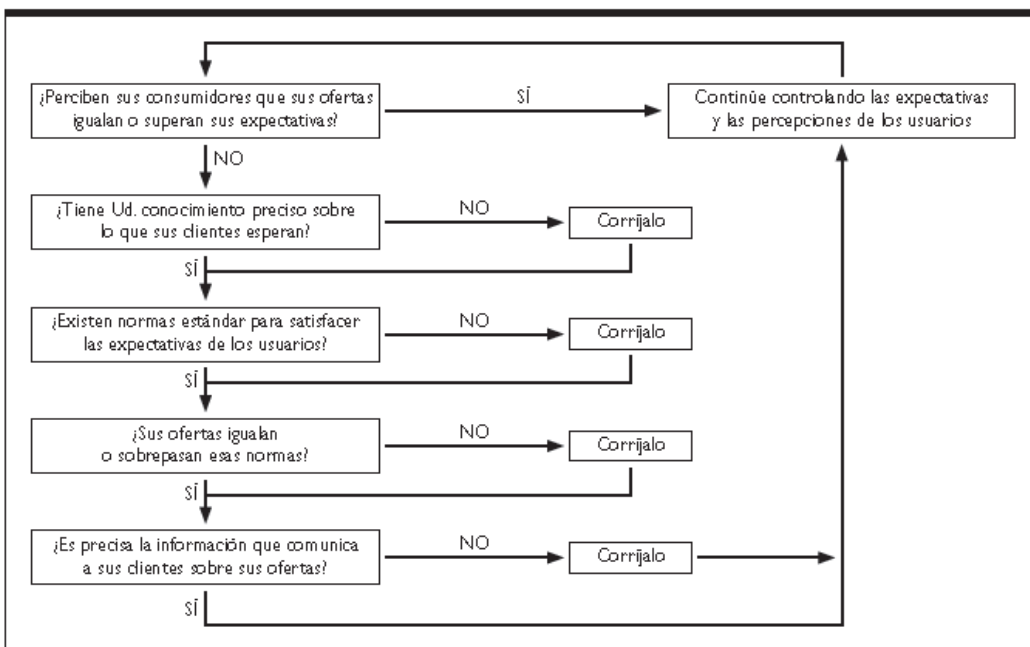 ¿Perciben sus consumidores que sus ofertas
igualan o superan sus expectativas?
SÍ
Continúe controlando las expectativas
y las percepciones de los usuarios
NO
¿Tiene Ud. conocimiento preciso sobre
lo que sus clientes esperan?
NO
Corríjalo
SÍ
¿Existen normas estándar para satisfacer
las expectativas de los usuarios?
NO
Corríjalo
SÍ
¿Sus ofertas igualan
o sobrepasan esas normas?
NO
Corríjalo
SÍ
¿Es precisa la información que comunica
a sus clientes sobre sus ofertas?
NO
Corríjalo
SÍ